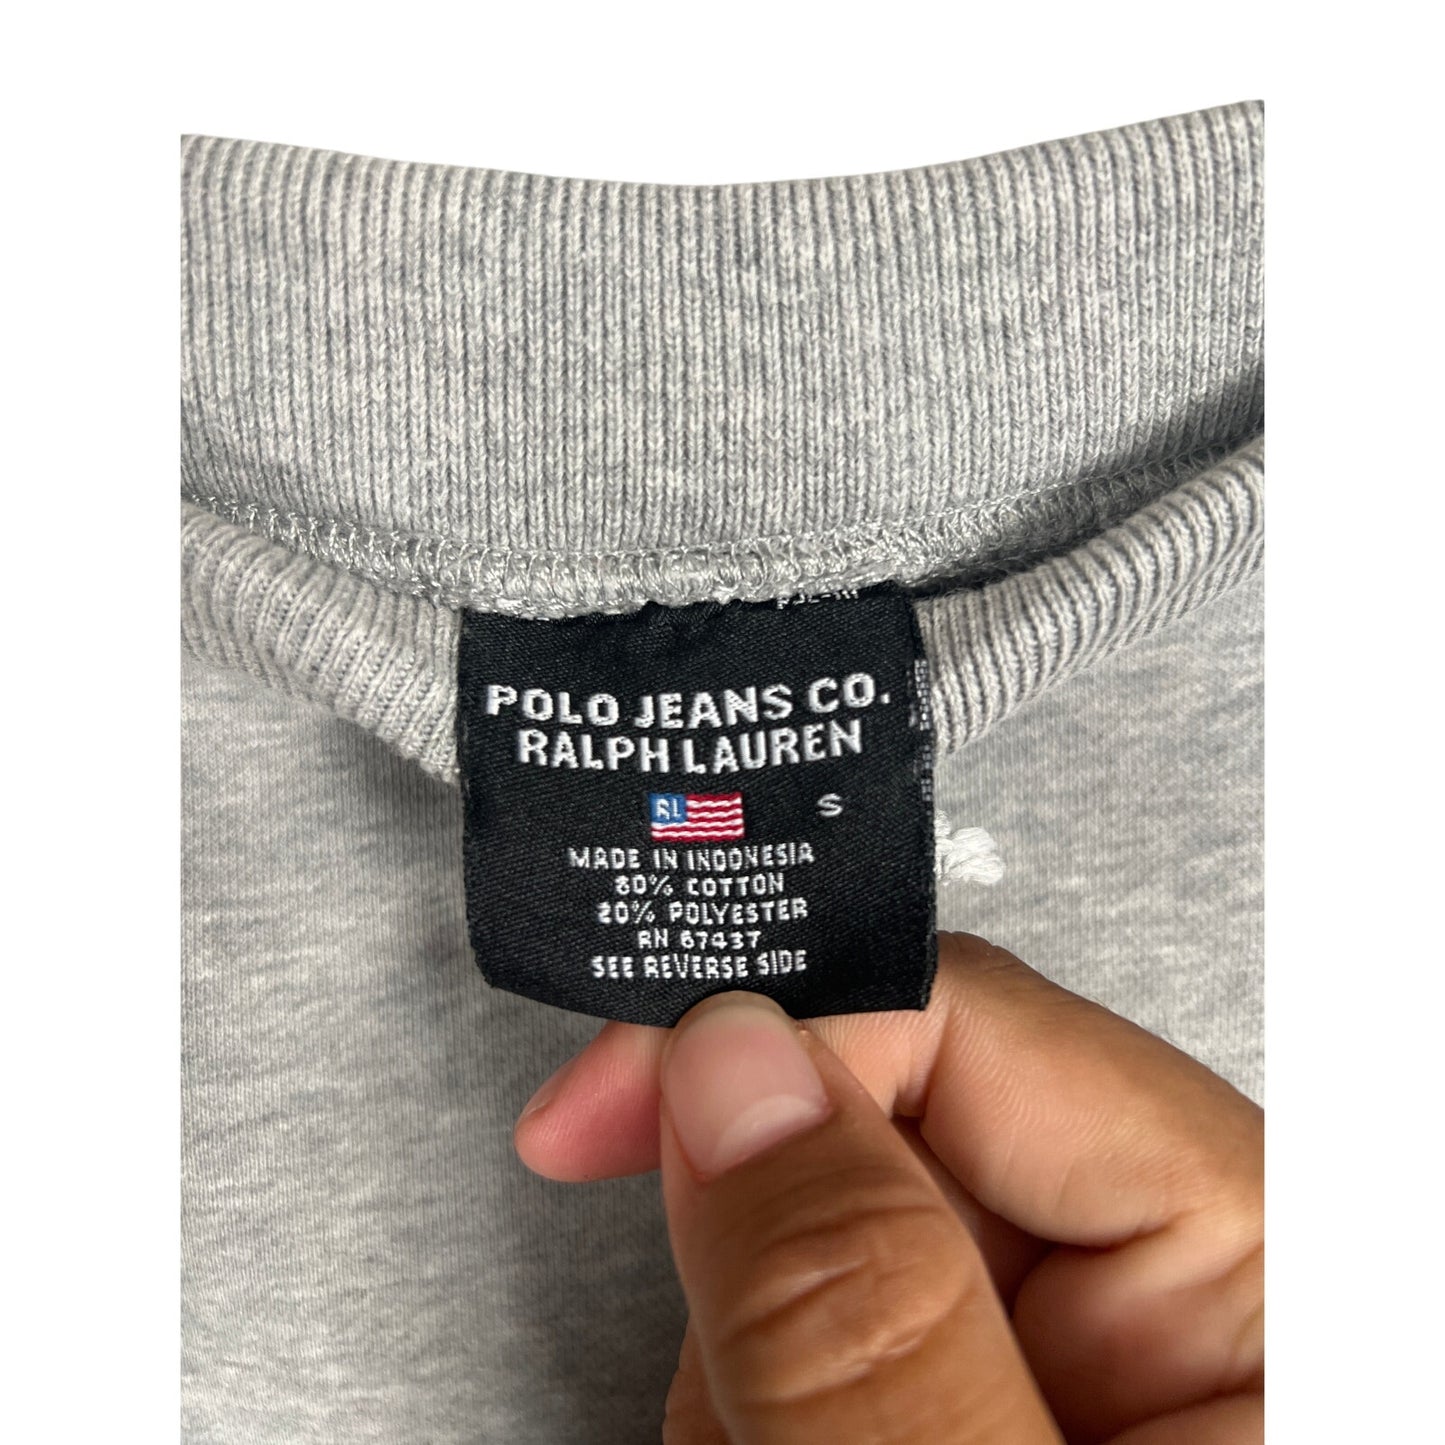 POLO JEANS CO.
RALPH LAUREN
RL
S
MADE IN INDONESIA
80% COTTON
20% POLYESTER
RN 67437
SEE REVERSE SIDE